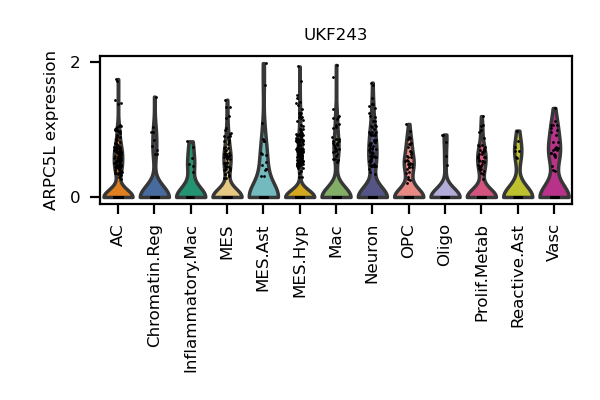 UKF243
ARPC5L expression
2
0
AC
Chromatin.Reg
Inflammatory.Mac
MES
MES.Ast
MES.Hyp
Mac
Neuron
OPC
Oligo
Prolif.Metab
Reactive.Ast
Vasc